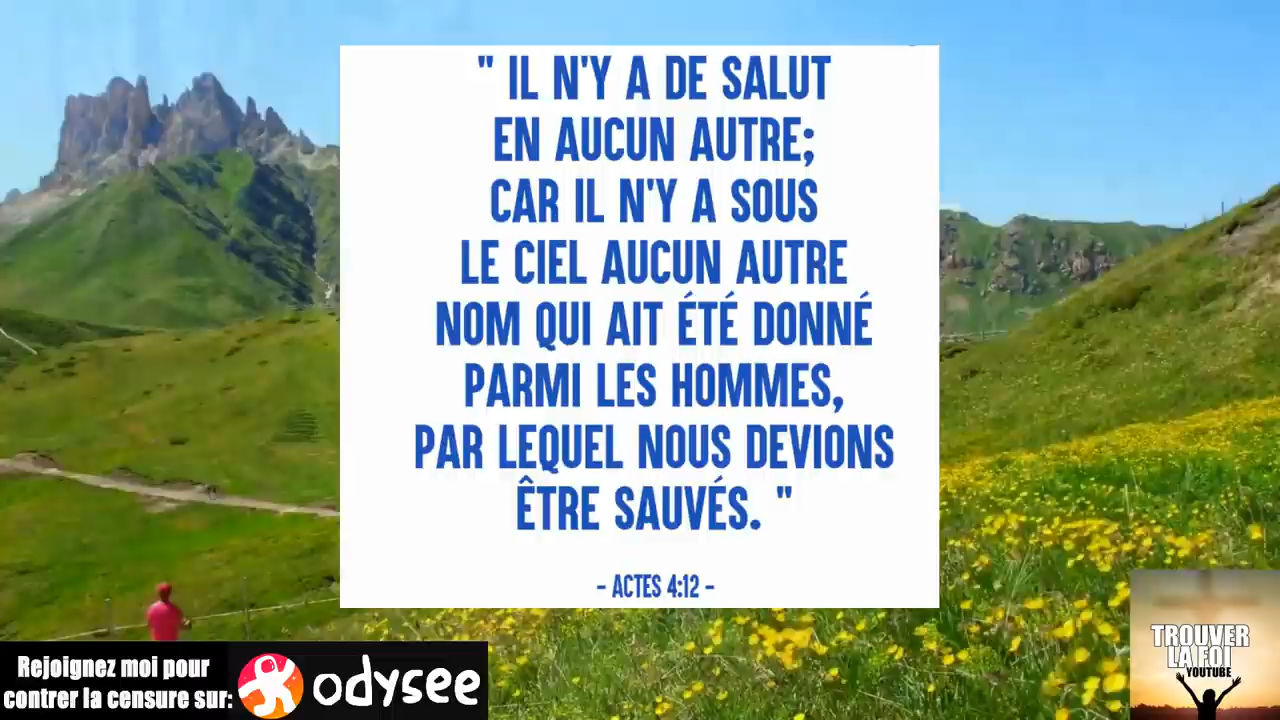 " IL N'Y A DE SALUT
EN AUCUN AUTRE;
CAR IL N'Y A SOUS
LE CIEL AUCUN AUTRE
NOM QUI AIT ÉTÉ DONNÉ
PARMI LES HOMMES,
PAR LEQUEL NOUS DEVIONS
ÊTRE SAUVÉS. "
– ACTES 4:12 –
Rejoignez moi pour
contrer la censure sur:
odysee
TROUVER
LA FOI
YOUTUBE